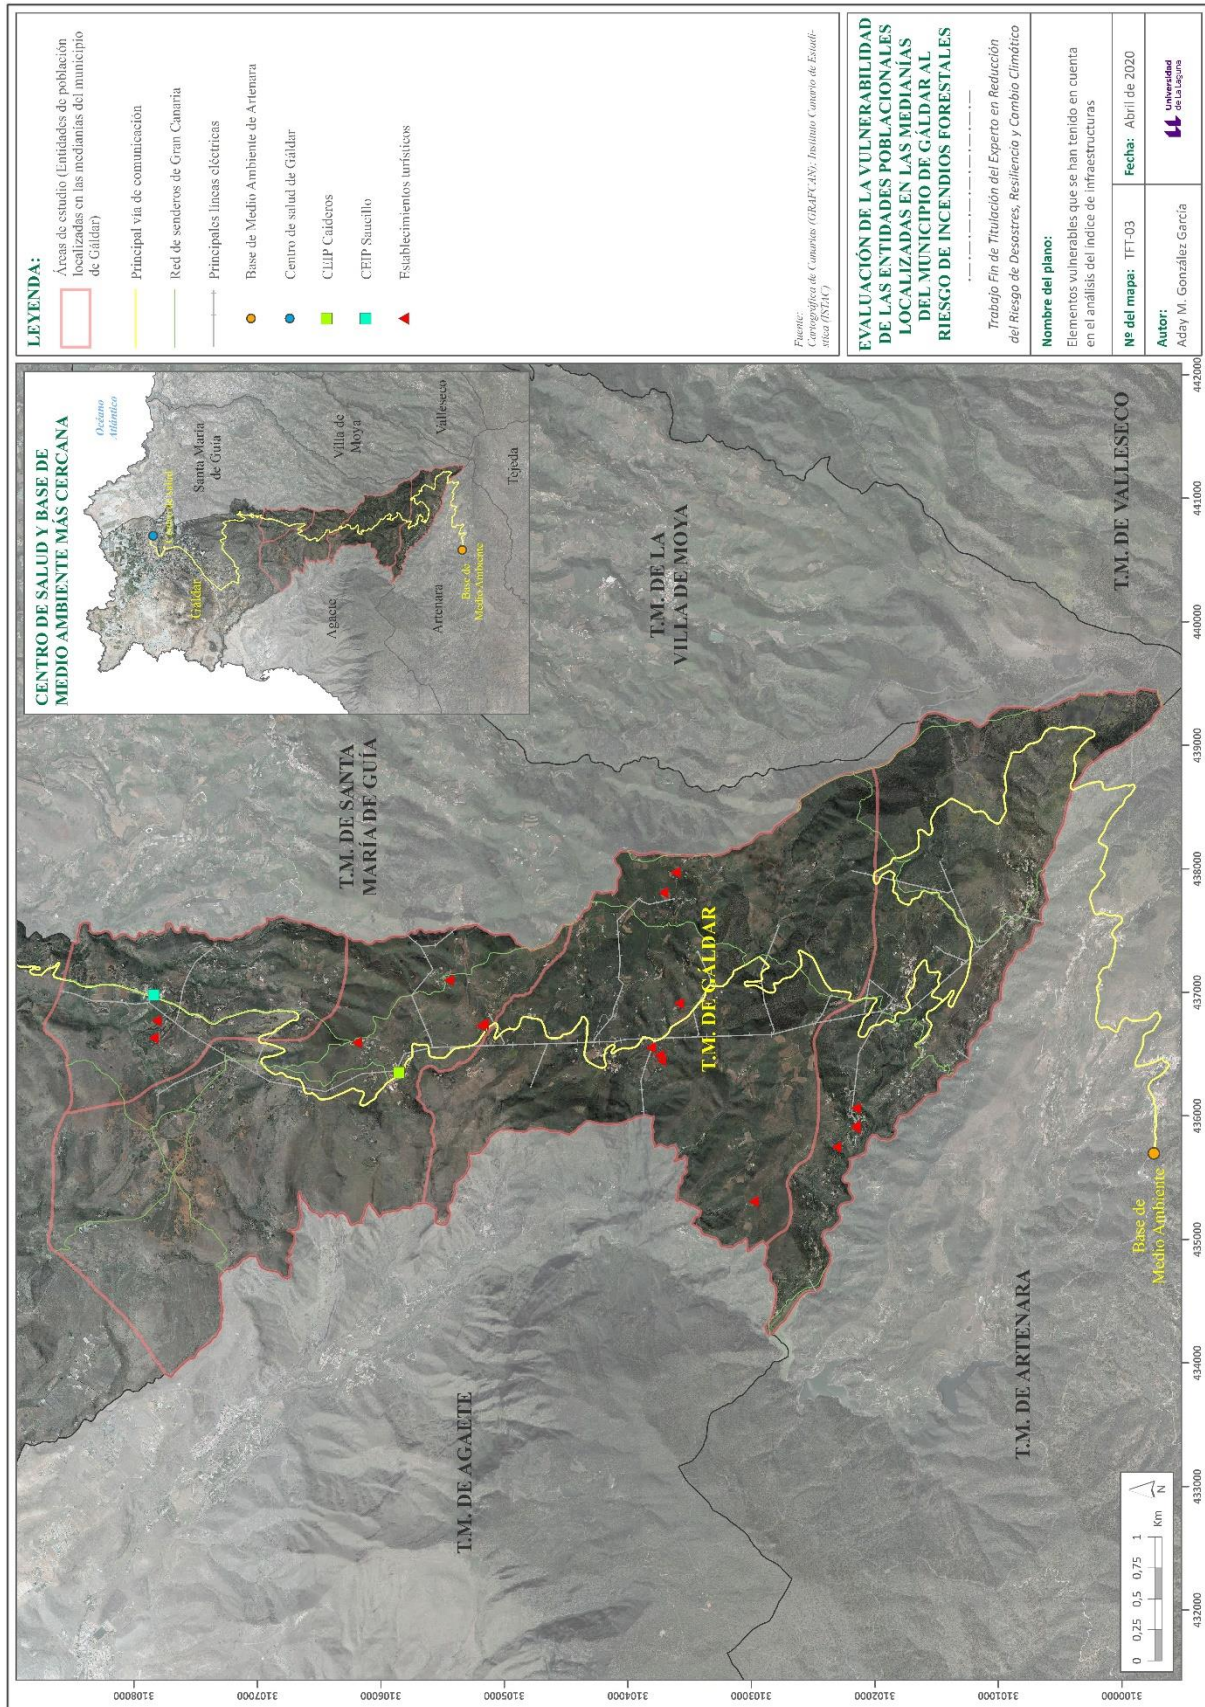 LEYENDA:
Áreas de estudio (Entidades de población
localizadas en las medianías del municipio
de Gáldar)
Principal vía de comunicación
Red de senderos de Gran Canaria
Principales líneas eléctricas
Base de Medio Ambiente de Artenara
Centro de salud de Gáldar
CEIP Caideros
CEIP Saucillo
Establecimientos turísticos
Fuente:
Cartográfica de Canarias (GRAFCAN); Instituto Canario de Estadí-
stica (ISTAC)
EVALUACIÓN DE LA VULNERABILIDAD
DE LAS ENTIDADES POBLACIONALES
LOCALIZADAS EN LAS MEDIANÍAS
DEL MUNICIPIO DE GÁLDAR AL
RIESGO DE INCENDIOS FORESTALES
Trabajo Fin de Titulación del Experto en Reducción
del Riesgo de Desastres, Resiliencia y Cambio Climático
Nombre del plano:
Elementos vulnerables que se han tenido en cuenta
en el análisis del índice de infraestructuras
Nº del mapa: TFT-03
Fecha: Abril de 2020
Autor:
Aday M. González García
Universidad
de La Laguna
CENTRO DE SALUD Y BASE DE
MEDIO AMBIENTE MÁS CERCANA
Océano
Atlántico
Centro de salud
Gáldar
Santa María
de Guía
Villa de
Moya
Valleseco
Agaete
Artenara
Tejeda
Base de
Medio Ambiente
T.M. DE SANTA
MARÍA DE GUÍA
T.M. DE LA
VILLA DE MOYA
T.M. DE VALLESECO
T.M. DE GÁLDAR
T.M. DE AGAETE
T.M. DE ARTENARA
Base de
Medio Ambiente
0 0,25 0,5 0,75 1
Km
N
432000 433000 434000 435000 436000 437000 438000 439000 440000 441000 442000
3108000
3107000
3106000
3105000
3104000
3103000
3102000
3101000
3100000